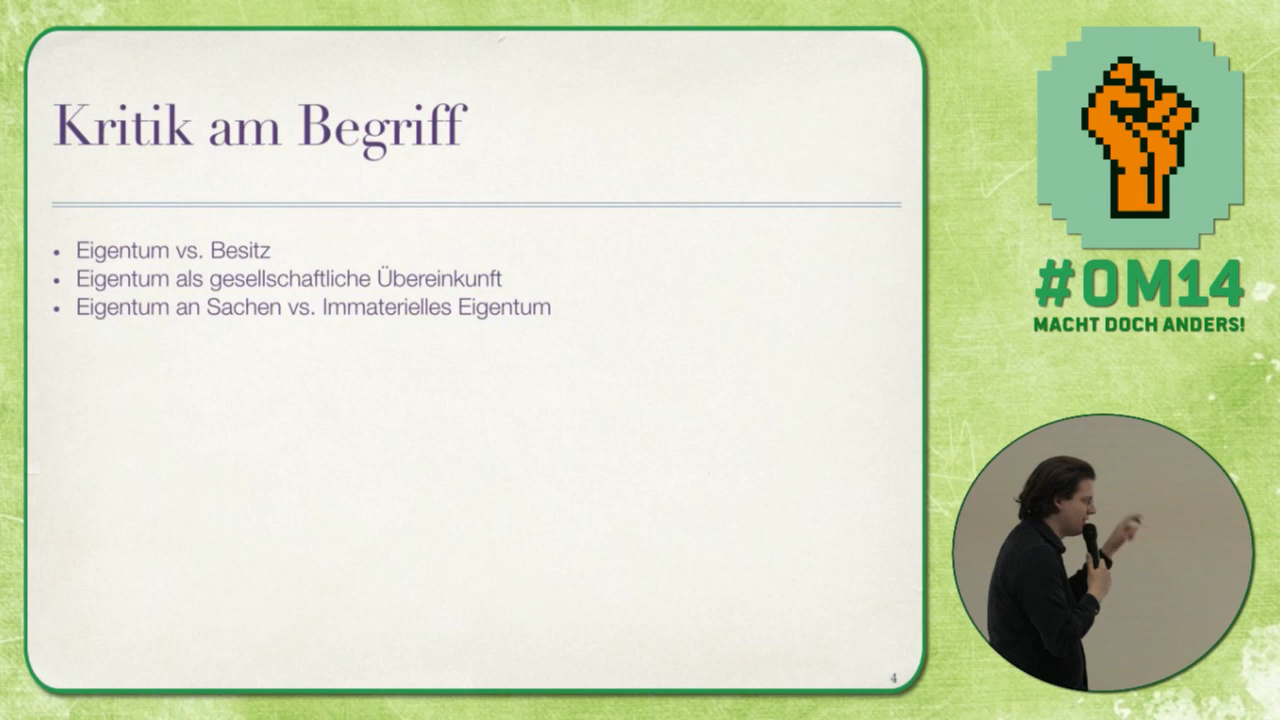 Kritik am Begriff
• Eigentum vs. Besitz
• Eigentum als gesellschaftliche Übereinkunft
• Eigentum an Sachen vs. Immaterielles Eigentum
4
#OM14
MACHT DOCH ANDERS!